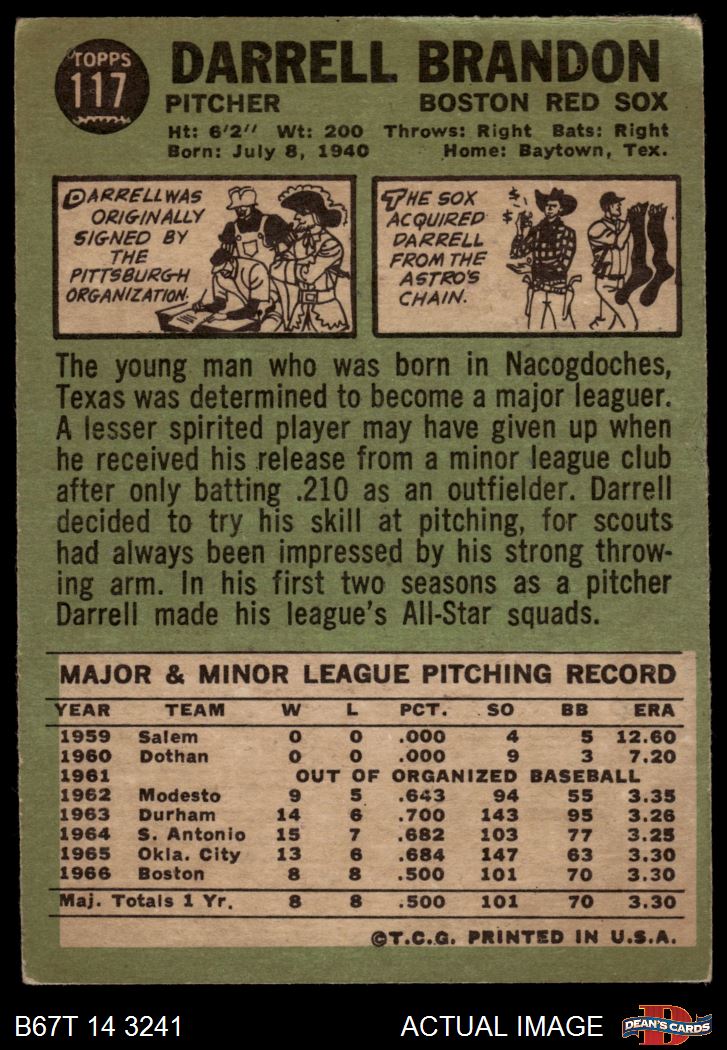 TOPPS
117
DARRELL BRANDON
PITCHER BOSTON RED SOX
Ht: 6'2" Wt: 200 Throws: Right Bats: Right
Born: July 8, 1940 Home: Baytown, Tex.
DARRELL WAS
ORIGINALLY
SIGNED BY
THE
PITTSBURGH
ORGANIZATION.
THE SOX
ACQUIRED
DARRELL
FROM THE
ASTRO'S
CHAIN.
$
$
The young man who was born in Nacogdoches,
Texas was determined to become a major leaguer.
A lesser spirited player may have given up when
he received his release from a minor league club
after only batting .210 as an outfielder. Darrell
decided to try his skill at pitching, for scouts
had always been impressed by his strong throw-
ing arm. In his first two seasons as a pitcher
Darrell made his league's All-Star squads.
MAJOR & MINOR LEAGUE PITCHING RECORD
YEAR TEAM W L PCT. SO BB ERA
1959 Salem 0 0 .000 4 5 12.60
1960 Dothan 0 0 .000 9 3 7.20
1961 OUT OF ORGANIZED BASEBALL
1962 Modesto 9 5 .643 94 55 3.35
1963 Durham 14 6 .700 143 95 3.26
1964 S. Antonio 15 7 .682 103 77 3.25
1965 Okla. City 13 6 .684 147 63 3.30
1966 Boston 8 8 .500 101 70 3.30
Maj. Totals 1 Yr. 8 8 .500 101 70 3.30
©T.C.G. PRINTED IN U.S.A.
B67T 14 3241 ACTUAL IMAGE
D
DEAN'S CARDS